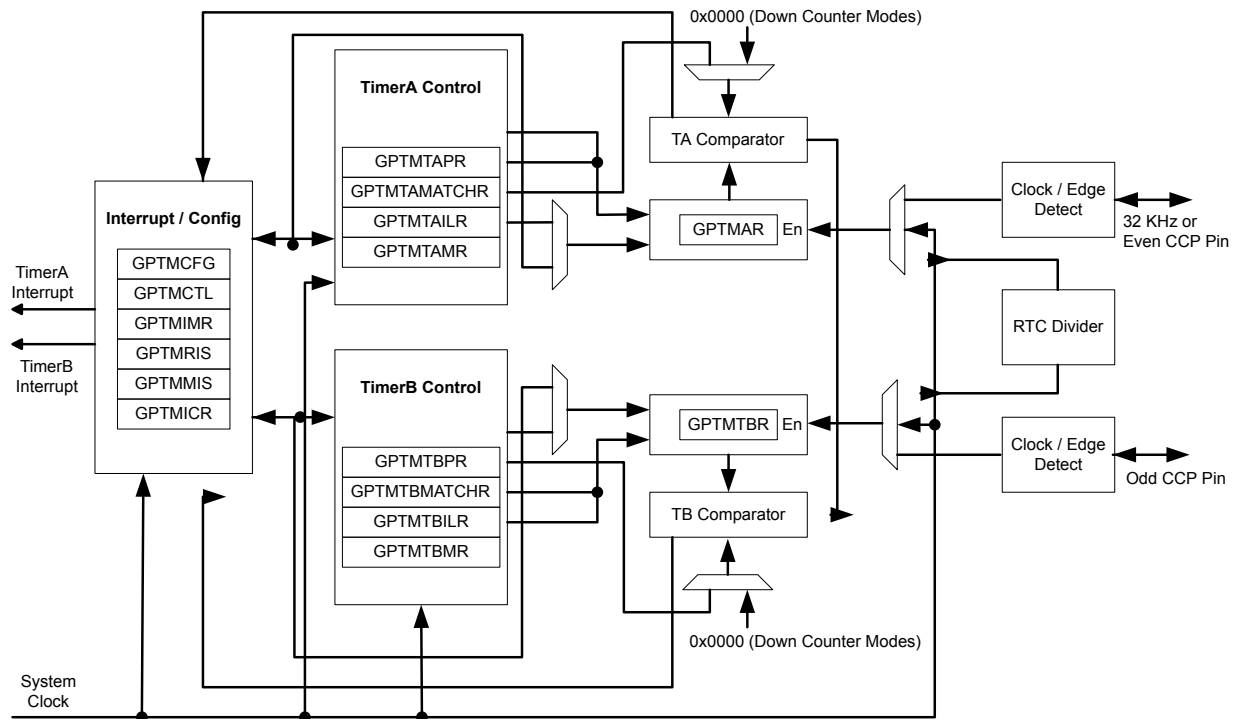 0x0000 (Down Counter Modes)
TimerA Control
GPTMTAPR
GPTMTAMATCHR
GPTMTAILR
GPTMTAMR
TA Comparator
GPTMAR
En
Clock / Edge
Detect
32 KHz or
Even CCP Pin
RTC Divider
Interrupt / Config
GPTMCFG
GPTMCTL
GPTMIMR
GPTMRIS
GPTMMIS
GPTMICR
TimerA
Interrupt
TimerB
Interrupt
TimerB Control
GPTMTBPR
GPTMTBMATCHR
GPTMTBILR
GPTMTBMR
GPTMTBR
En
TB Comparator
Clock / Edge
Detect
Odd CCP Pin
0x0000 (Down Counter Modes)
System
Clock